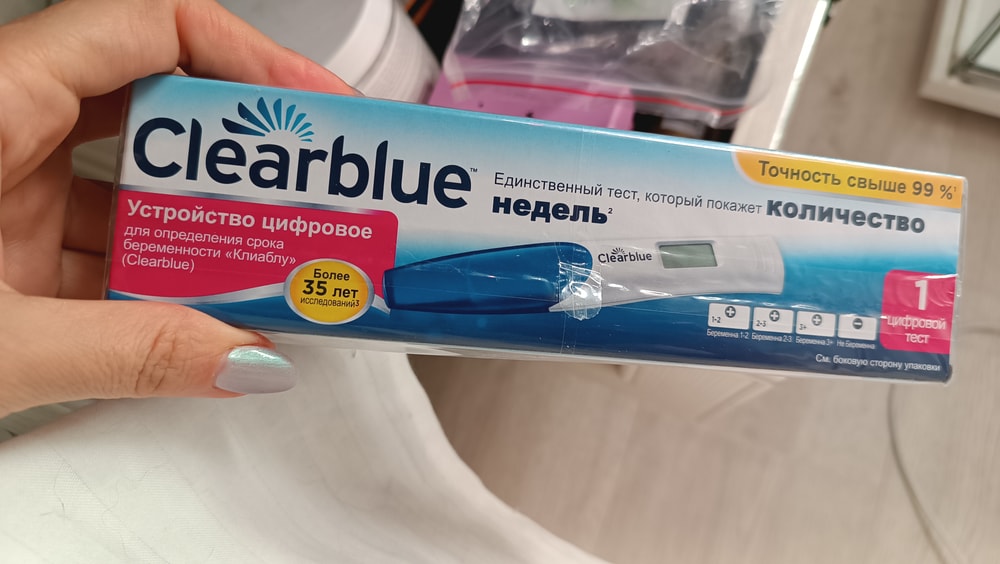 Clearblue™
Единственный тест, который покажет количество
недель²
Точность свыше 99 %¹
Устройство цифровое
для определения срока
беременности «Клиаблу»
(Clearblue)
Более
35 лет
исследований³
Clearblue
1-2 +
2-3 +
3+ +
-
Беременна 1-2
Беременна 2-3
Беременна 3+
Не Беременна
1
цифровой
тест
См. боковую сторону упаковки